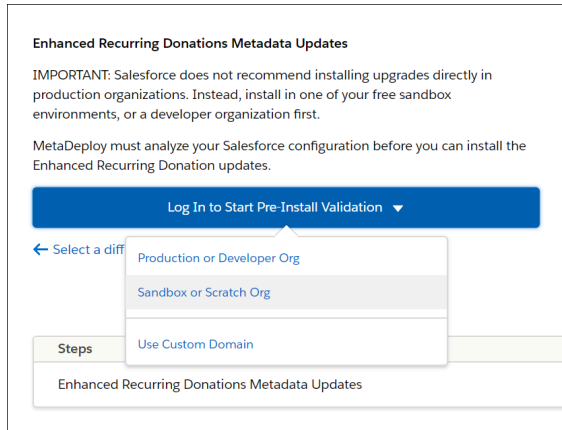 Enhanced Recurring Donations Metadata Updates
IMPORTANT: Salesforce does not recommend installing upgrades directly in
production organizations. Instead, install in one of your free sandbox
environments, or a developer organization first.
MetaDeploy must analyze your Salesforce configuration before you can install the
Enhanced Recurring Donation updates.
Log In to Start Pre-Install Validation
Select a diff
Production or Developer Org
Sandbox or Scratch Org
Use Custom Domain
Steps
Enhanced Recurring Donations Metadata Updates